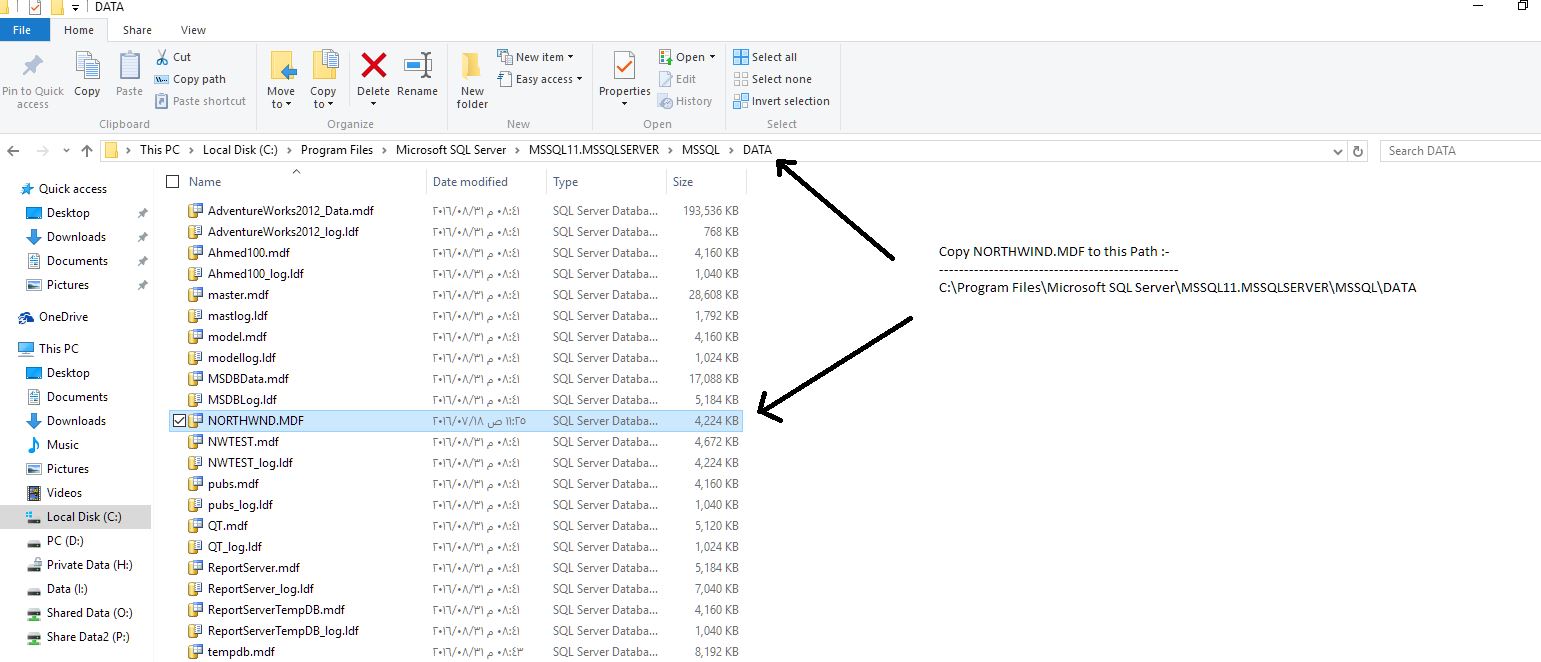 DATA
File Home Share View
Pin to Quick access
Copy
Paste
Cut
Copy path
Paste shortcut
Clipboard
Move to
Copy to
Delete
Rename
Organize
New folder
New item
Easy access
New
Properties
Open
Edit
History
Open
Select all
Select none
Invert selection
Select
This PC > Local Disk (C:) > Program Files > Microsoft SQL Server > MSSQL11.MSSQLSERVER > MSSQL > DATA
Search DATA
Quick access
Desktop
Downloads
Documents
Pictures
OneDrive
This PC
Desktop
Documents
Downloads
Music
Pictures
Videos
Local Disk (C:)
PC (D:)
Private Data (H:)
Data (I:)
Shared Data (O:)
Share Data2 (P:)
Name Date modified Type Size
AdventureWorks2012_Data.mdf ٢٠١٦/٠٨/٣١ ٠٨:٤١ م SQL Server Databa... 193,536 KB
AdventureWorks2012_log.ldf ٢٠١٦/٠٨/٣١ ٠٨:٤١ م SQL Server Databa... 768 KB
Ahmed100.mdf ٢٠١٦/٠٨/٣١ ٠٨:٤١ م SQL Server Databa... 4,160 KB
Ahmed100_log.ldf ٢٠١٦/٠٨/٣١ ٠٨:٤١ م SQL Server Databa... 1,040 KB
master.mdf ٢٠١٦/٠٨/٣١ ٠٨:٤١ م SQL Server Databa... 28,608 KB
mastlog.ldf ٢٠١٦/٠٨/٣١ ٠٨:٤١ م SQL Server Databa... 1,792 KB
model.mdf ٢٠١٦/٠٨/٣١ ٠٨:٤١ م SQL Server Databa... 4,160 KB
modellog.ldf ٢٠١٦/٠٨/٣١ ٠٨:٤١ م SQL Server Databa... 1,024 KB
MSDBData.mdf ٢٠١٦/٠٨/٣١ ٠٨:٤١ م SQL Server Databa... 17,088 KB
MSDBLog.ldf ٢٠١٦/٠٨/٣١ ٠٨:٤١ م SQL Server Databa... 5,184 KB
NORTHWND.MDF ٢٠١٦/٠٧/١٨ ١١:٢٥ ص SQL Server Databa... 4,224 KB
NWTEST.mdf ٢٠١٦/٠٨/٣١ ٠٨:٤١ م SQL Server Databa... 4,672 KB
NWTEST_log.ldf ٢٠١٦/٠٨/٣١ ٠٨:٤١ م SQL Server Databa... 4,224 KB
pubs.mdf ٢٠١٦/٠٨/٣١ ٠٨:٤١ م SQL Server Databa... 4,160 KB
pubs_log.ldf ٢٠١٦/٠٨/٣١ ٠٨:٤١ م SQL Server Databa... 1,040 KB
QT.mdf ٢٠١٦/٠٨/٣١ ٠٨:٤١ م SQL Server Databa... 5,120 KB
QT_log.ldf ٢٠١٦/٠٨/٣١ ٠٨:٤١ م SQL Server Databa... 1,024 KB
ReportServer.mdf ٢٠١٦/٠٨/٣١ ٠٨:٤١ م SQL Server Databa... 5,184 KB
ReportServer_log.ldf ٢٠١٦/٠٨/٣١ ٠٨:٤١ م SQL Server Databa... 7,040 KB
ReportServerTempDB.mdf ٢٠١٦/٠٨/٣١ ٠٨:٤١ م SQL Server Databa... 4,160 KB
ReportServerTempDB_log.ldf ٢٠١٦/٠٨/٣١ ٠٨:٤١ م SQL Server Databa... 1,040 KB
tempdb.mdf ٢٠١٦/٠٨/٣١ ٠٨:٤٣ م SQL Server Databa... 8,192 KB
Copy NORTHWIND.MDF to this Path :-
------------------------------------------------
C:\Program Files\Microsoft SQL Server\MSSQL11.MSSQLSERVER\MSSQL\DATA